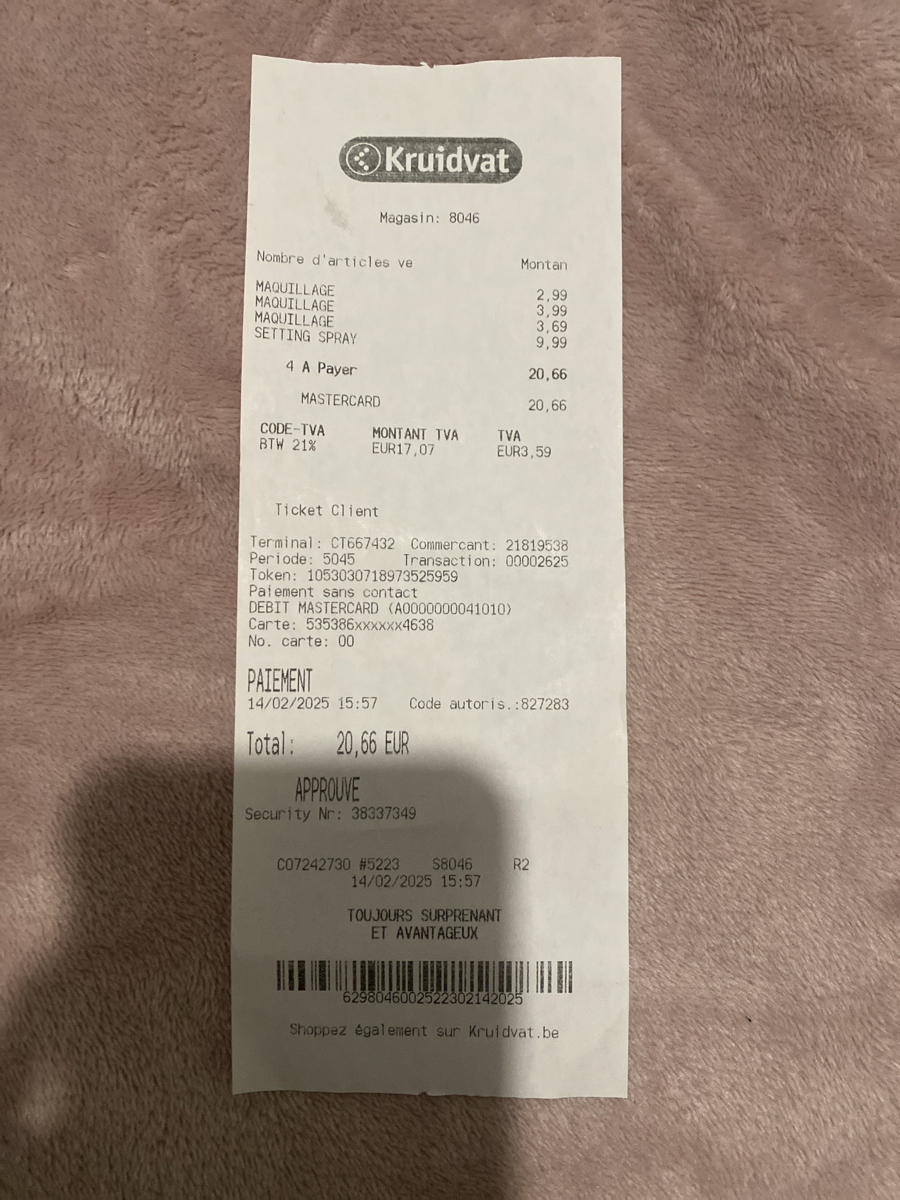 Kruidvat
Magasin: 8046
Nombre d'articles ve Montan
MAQUILLAGE 2,99
MAQUILLAGE 3,99
MAQUILLAGE 3,69
SETTING SPRAY 9,99
4 A Payer 20,66
MASTERCARD 20,66
CODE-TVA MONTANT TVA TVA
BTW 21% EUR17,07 EUR3,59
Ticket Client
Terminal: CT667432 Commercant: 21819538
Periode: 5045 Transaction: 00002625
Token: 1053030718973525959
Paiement sans contact
DEBIT MASTERCARD (A0000000041010)
Carte: 535386xxxxxx4638
No. carte: 00
PAIEMENT
14/02/2025 15:57 Code autoris.:827283
Total: 20,66 EUR
APPROUVE
Security Nr: 38337349
C07242730 #5223 S8046 R2
14/02/2025 15:57
TOUJOURS SURPRENANT
ET AVANTAGEUX
6298046002522302142025
Shoppez également sur Kruidvat.be